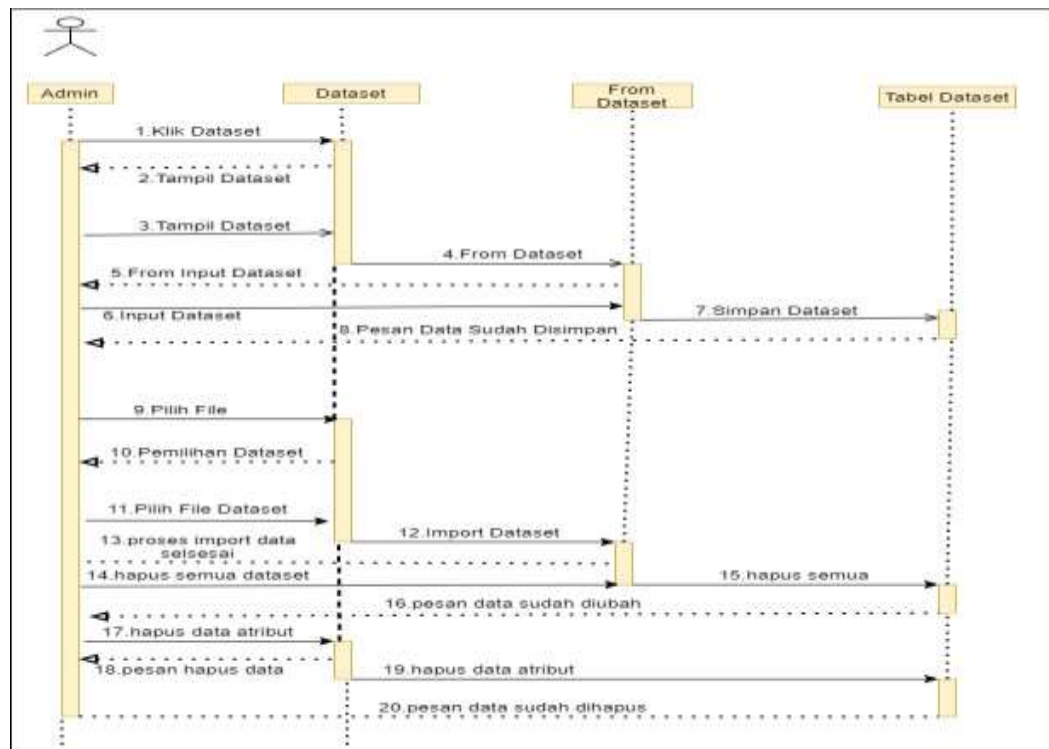 Admin
Dataset
From
Dataset
Tabel Dataset
1.Klik Dataset
2.Tampil Dataset
3.Tampil Dataset
4.From Dataset
5.From Input Dataset
6.Input Dataset
7.Simpan Dataset
8.Pesan Data Sudah Disimpan
9.Pilih File
10.Pemilihan Dataset
11.Pilih File Dataset
12.Import Dataset
13.proses import data
selsesai
14.hapus semua dataset
15.hapus semua
16.pesan data sudah diubah
17.hapus data atribut
18.pesan hapus data
19.hapus data atribut
20.pesan data sudah dihapus